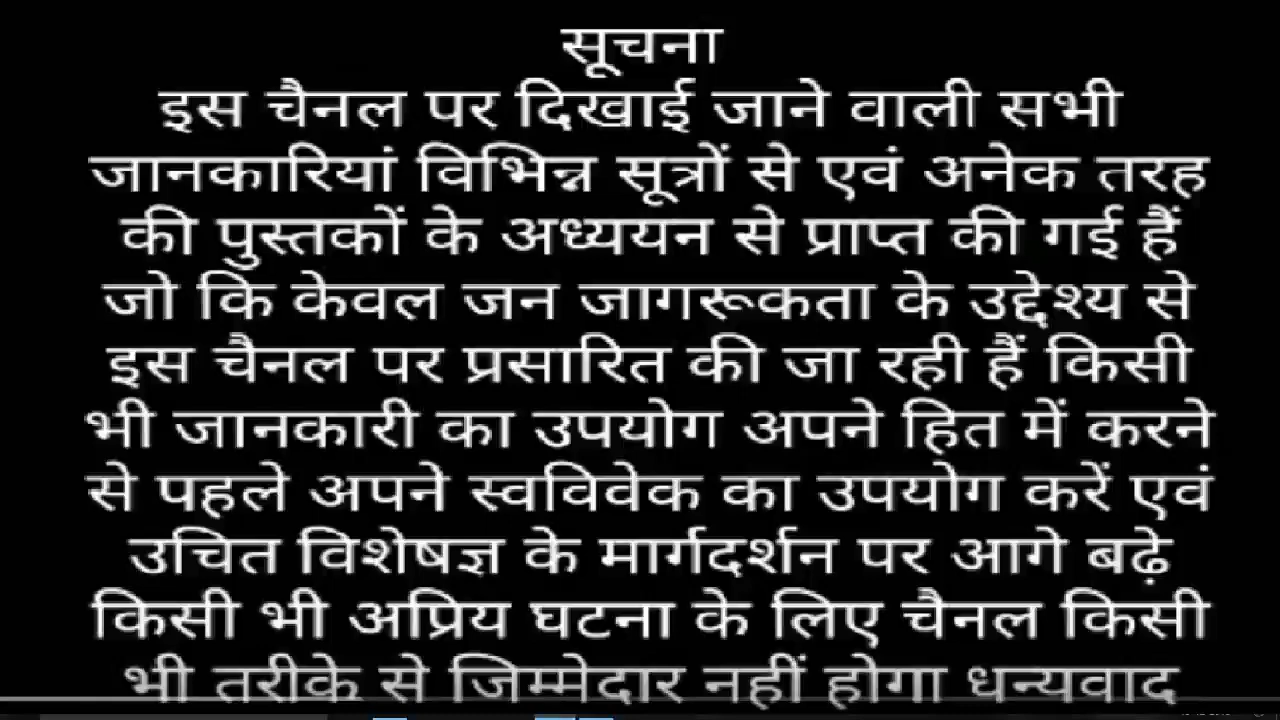 सूचना
इस चैनल पर दिखाई जाने वाली सभी
जानकारियां विभिन्न सूत्रों से एवं अनेक तरह
की पुस्तकों के अध्ययन से प्राप्त की गई हैं
जो कि केवल जन जागरूकता के उद्देश्य से
इस चैनल पर प्रसारित की जा रही हैं किसी
भी जानकारी का उपयोग अपने हित में करने
से पहले अपने स्वविवेक का उपयोग करें एवं
उचित विशेषज्ञ के मार्गदर्शन पर आगे बढ़े
किसी भी अप्रिय घटना के लिए चैनल किसी
भी तरीके से जिम्मेदार नहीं होगा धन्यवाद